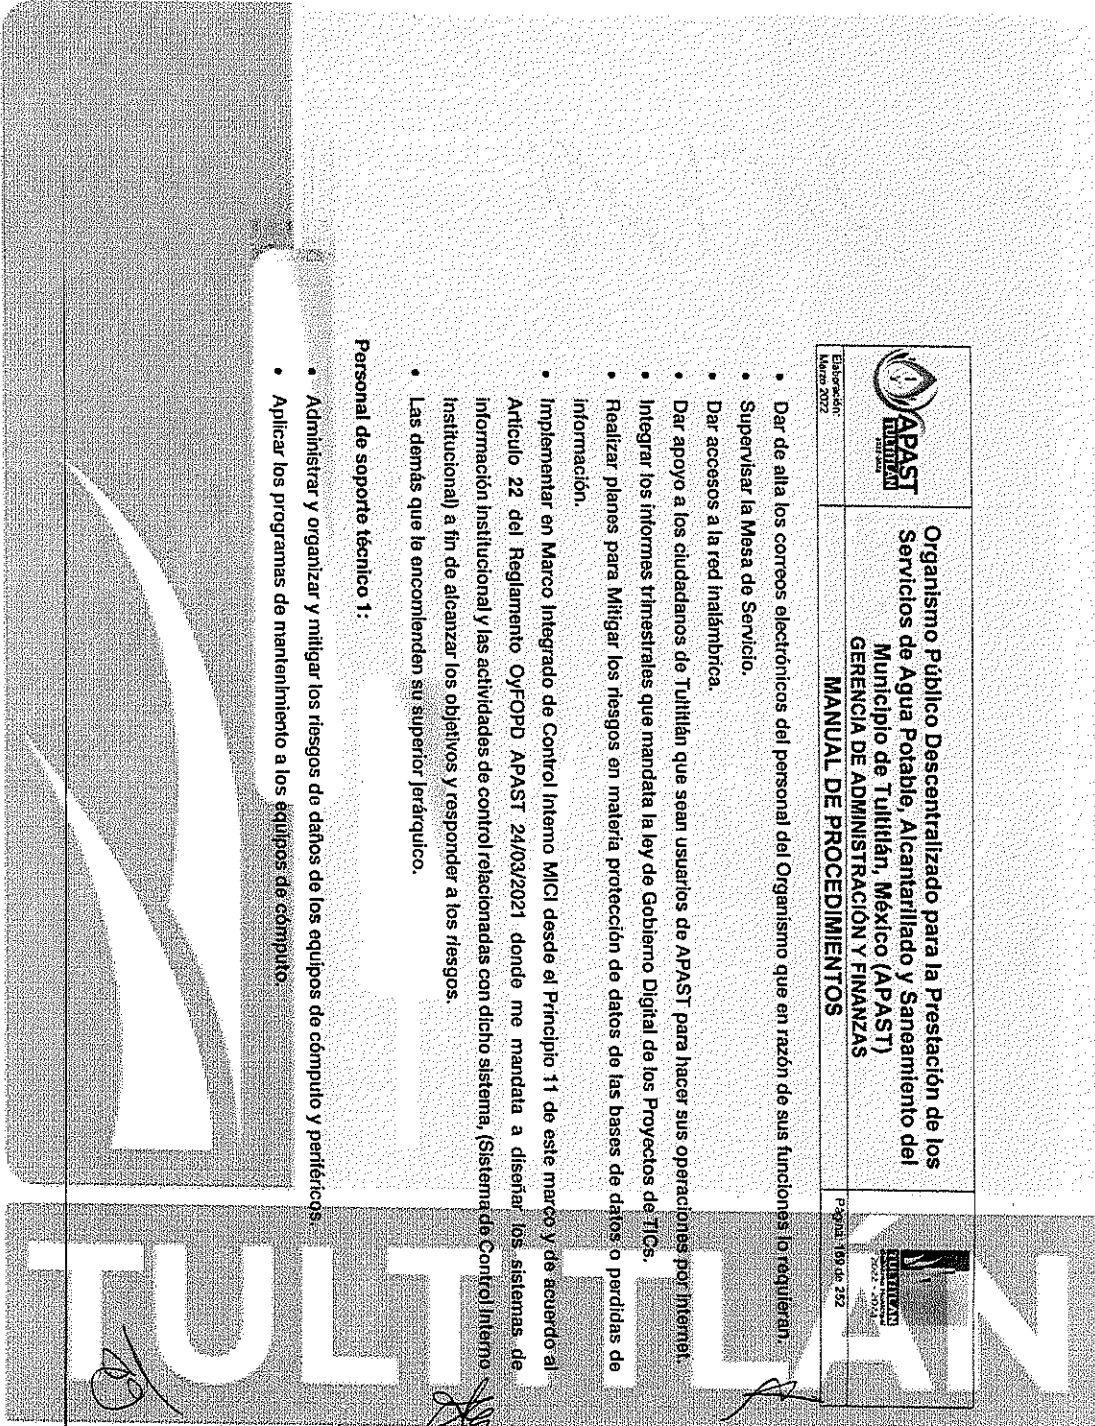 APAST
TULTITLÁN
2022-2024
Elaboración:
Marzo 2022
Organismo Público Descentralizado para la Prestación de los
Servicios de Agua Potable, Alcantarillado y Saneamiento del
Municipio de Tultitlán, México (APAST)
GERENCIA DE ADMINISTRACIÓN Y FINANZAS
MANUAL DE PROCEDIMIENTOS
TULTITLÁN
2022 - 2024
Página: 169 de 252
• Dar de alta los correos electrónicos del personal del Organismo que en razón de sus funciones lo requieran.
• Supervisar la Mesa de Servicio.
• Dar accesos a la red inalámbrica.
• Dar apoyo a los ciudadanos de Tultitlán que sean usuarios de APAST para hacer sus operaciones por internet.
• Integrar los informes trimestrales que mandata la ley de Gobierno Digital de los Proyectos de TICs.
• Realizar planes para Mitigar los riesgos en materia protección de datos de las bases de datos o perdidas de
información.
• Implementar en Marco Integrado de Control Interno MICI desde el Principio 11 de este marco y de acuerdo al
Artículo 22 del Reglamento OyFOPD APAST 24/03/2021 donde me mandata a diseñar los sistemas de
información institucional y las actividades de control relacionadas con dicho sistema, (Sistema de Control Interno
Institucional) a fin de alcanzar los objetivos y responder a los riesgos.
• Las demás que le encomienden su superior jerárquico.
Personal de soporte técnico 1:
• Administrar y organizar y mitigar los riesgos de daños de los equipos de cómputo y periféricos.
• Aplicar los programas de mantenimiento a los equipos de cómputo.
TULTITLÁN